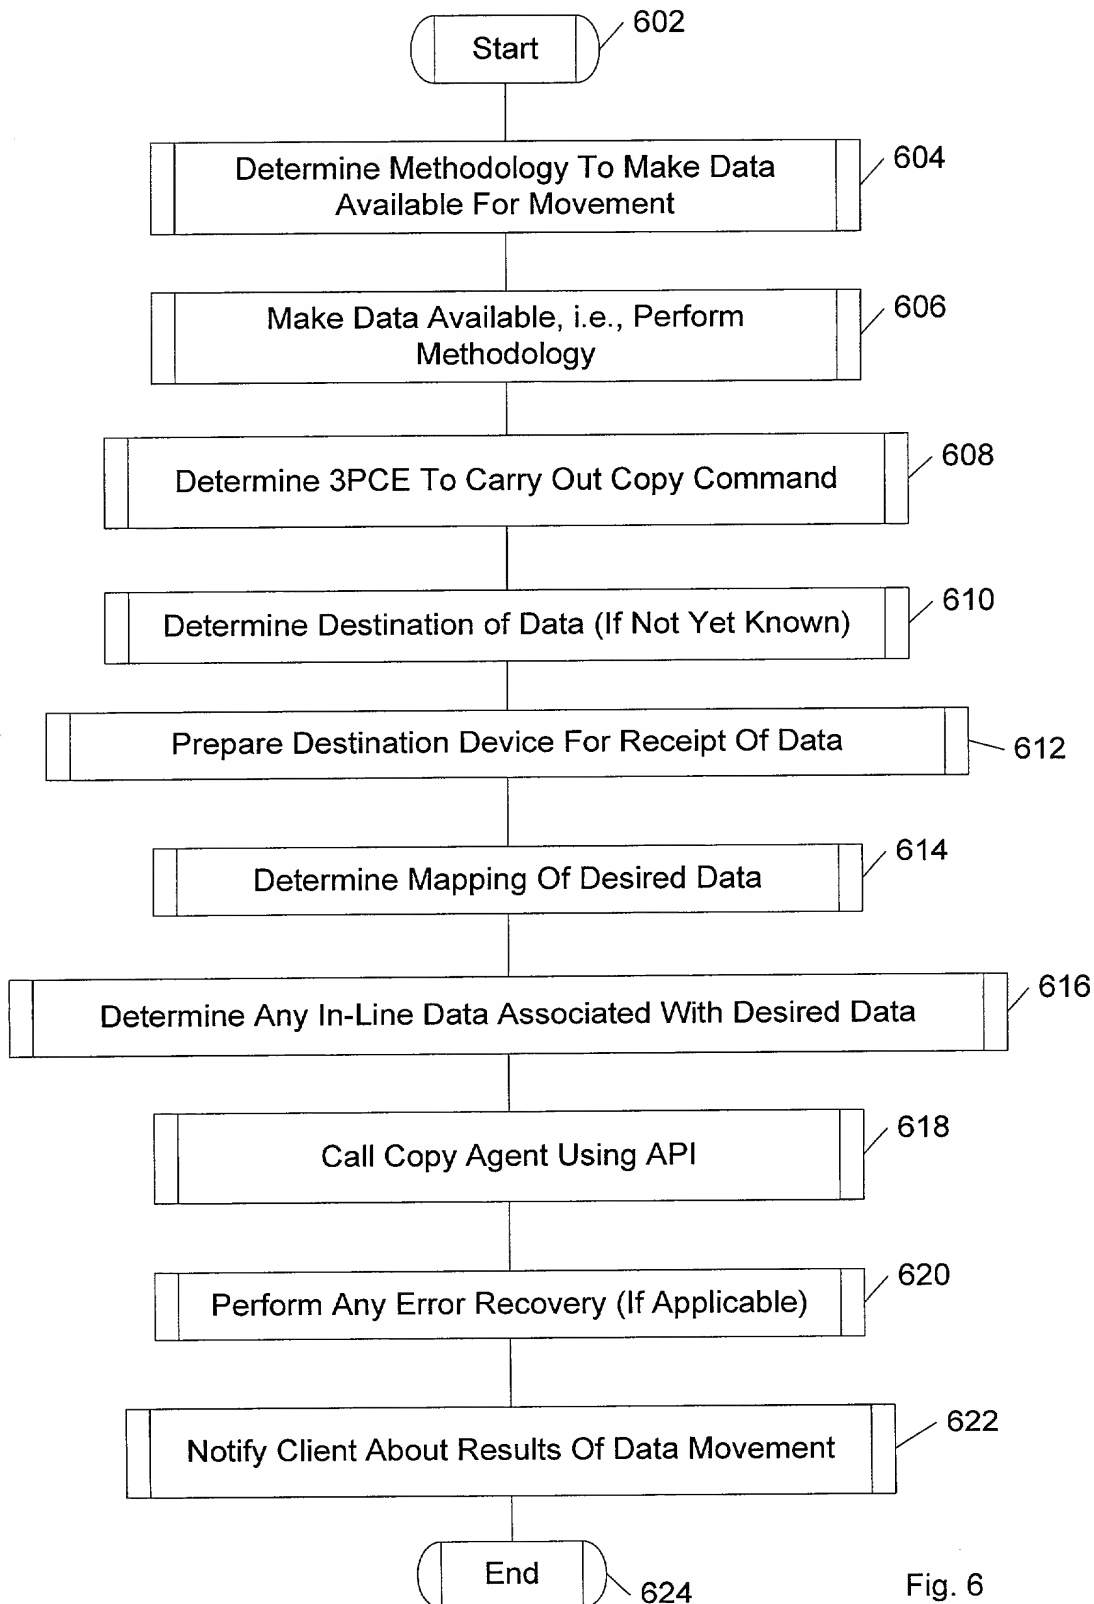 Start
602
Determine Methodology To Make Data
Available For Movement
604
Make Data Available, i.e., Perform
Methodology
606
Determine 3PCE To Carry Out Copy Command
608
Determine Destination of Data (If Not Yet Known)
610
Prepare Destination Device For Receipt Of Data
612
Determine Mapping Of Desired Data
614
Determine Any In-Line Data Associated With Desired Data
616
Call Copy Agent Using API
618
Perform Any Error Recovery (If Applicable)
620
Notify Client About Results Of Data Movement
622
End
624
Fig. 6